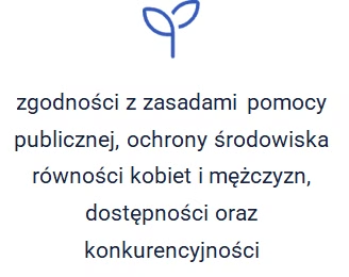 zgodności z zasadami pomocy
publicznej, ochrony środowiska
równości kobiet i mężczyzn,
dostępności oraz
konkurencyjności